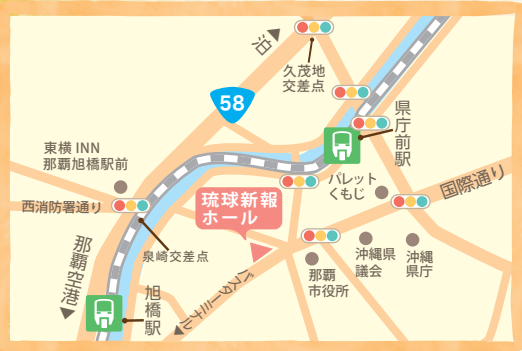 泊
久茂地
交差点
58
県庁前駅
東横 INN
那覇旭橋駅前
パレット
くもじ
国際通り
西消防署通り
琉球新報
ホール
泉崎交差点
那覇
市役所
沖縄県
議会
沖縄
県庁
那覇空港
旭橋駅
バスターミナル